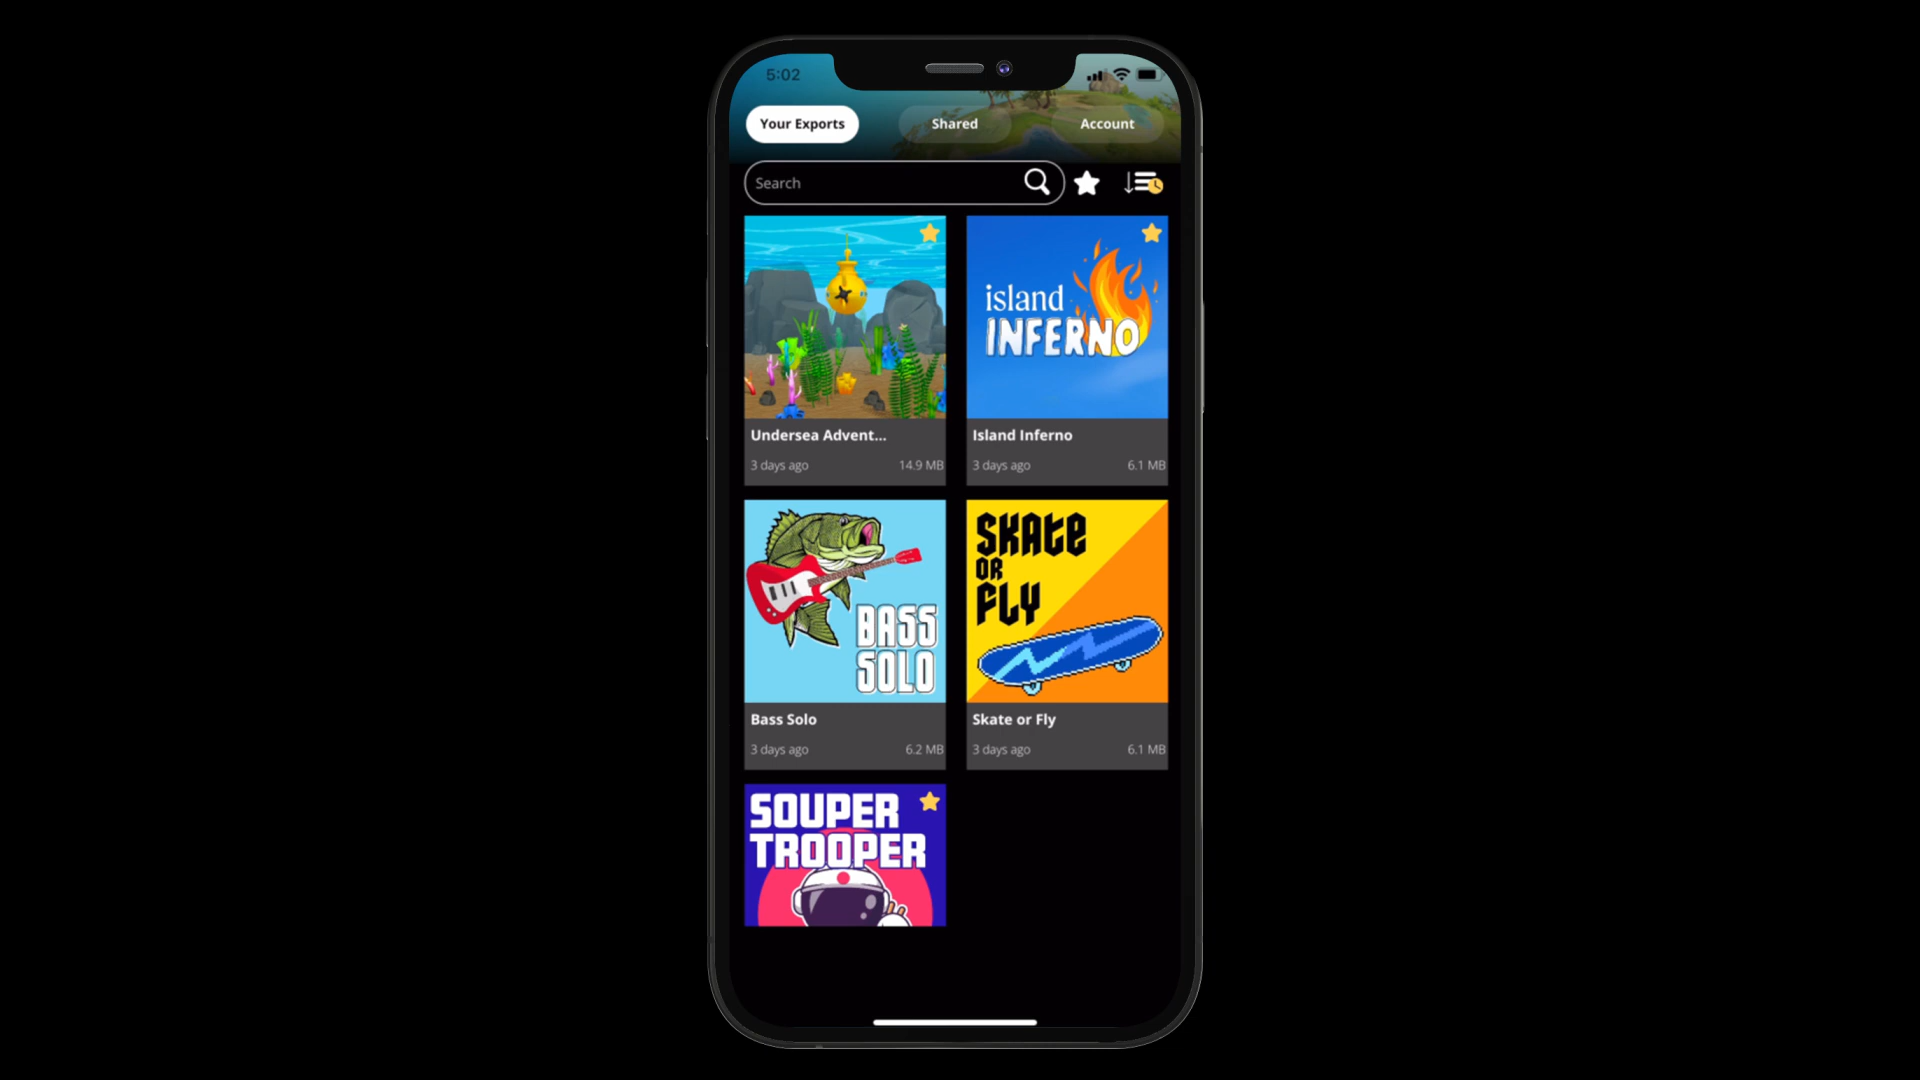 5:02
Your Exports
Shared
Account
Search
island
INFERNO
Undersea Advent...
Island Inferno
3 days ago
14.9 MB
3 days ago
6.1 MB
BASS
SOLO
SKATE
OR
FLY
Bass Solo
Skate or Fly
3 days ago
6.2 MB
3 days ago
6.1 MB
SOUPER
TROOPER